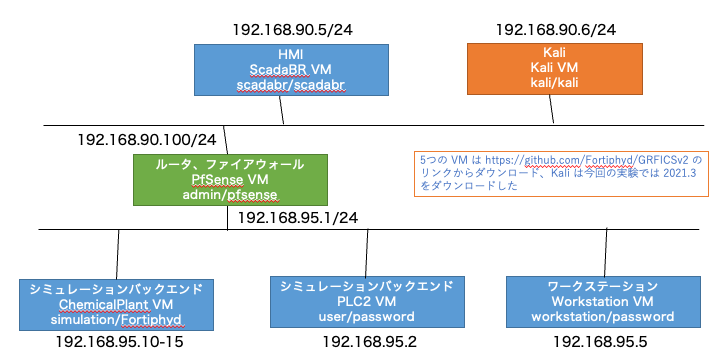 192.168.90.5/24
192.168.90.6/24
HMI
ScadaBR VM
scadabr/scadabr
Kali
Kali VM
kali/kali
192.168.90.100/24
ルータ、ファイアウォール
PfSense VM
admin/pfsense
5つの VM は https://github.com/Fortiphyd/GRFICSv2 の
リンクからダウンロード、Kali は今回の実験では 2021.3
をダウンロードした
192.168.95.1/24
シミュレーションバックエンド
ChemicalPlant VM
simulation/Fortiphyd
シミュレーションバックエンド
PLC2 VM
user/password
ワークステーション
Workstation VM
workstation/password
192.168.95.10-15
192.168.95.2
192.168.95.5